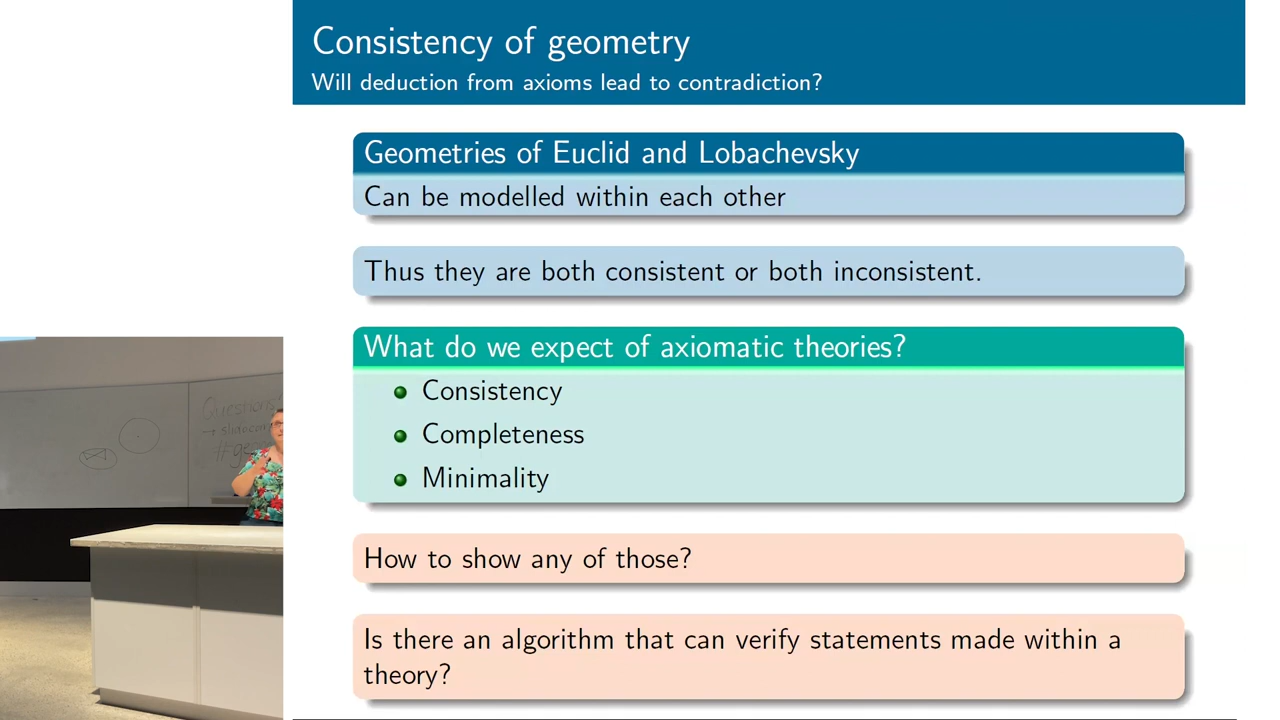 Consistency of geometry
Will deduction from axioms lead to contradiction?
Geometries of Euclid and Lobachevsky
Can be modelled within each other
Thus they are both consistent or both inconsistent.
What do we expect of axiomatic theories?
Consistency
Completeness
Minimality
How to show any of those?
Is there an algorithm that can verify statements made within a
theory?
Questions?